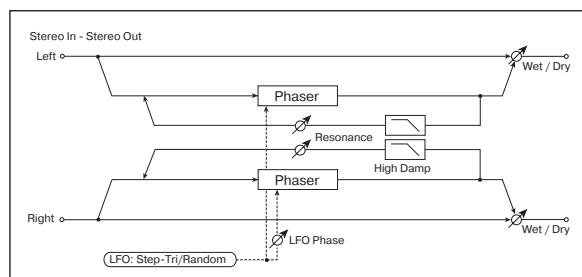 Stereo In - Stereo Out
Left
Wet / Dry
Phaser
Resonance
High Damp
Phaser
Right
LFO Phase
Wet / Dry
LFO: Step-Tri/Random